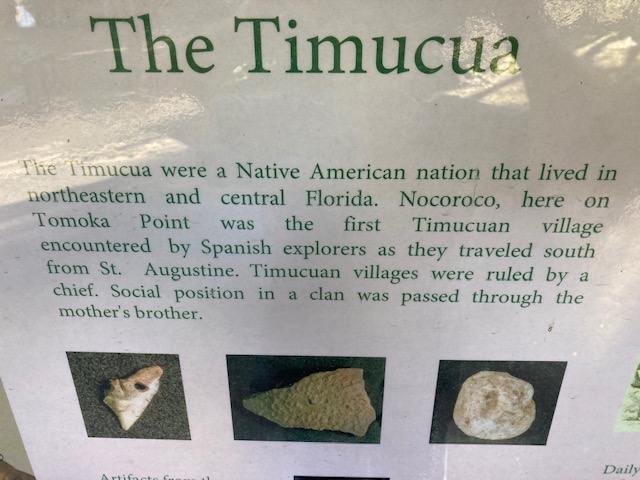 The Timucua
The Timucua were a Native American nation that lived in
northeastern and central Florida. Nocoroco, here on
Tomoka Point was the first Timucuan village
encountered by Spanish explorers as they traveled south
from St. Augustine. Timucuan villages were ruled by a
chief. Social position in a clan was passed through the
mother's brother.
Artifacts from
Daily